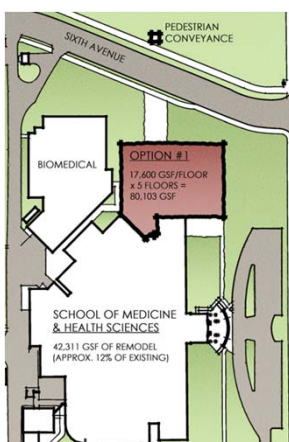 PEDESTRIAN
CONVEYANCE
SIXTH AVENUE
BIOMEDICAL
OPTION #1
17,600 GSF/FLOOR
x 5 FLOORS =
80,103 GSF
SCHOOL OF MEDICINE
& HEALTH SCIENCES
42,311 GSF OF REMODEL
(APPROX. 12% OF EXISTING)